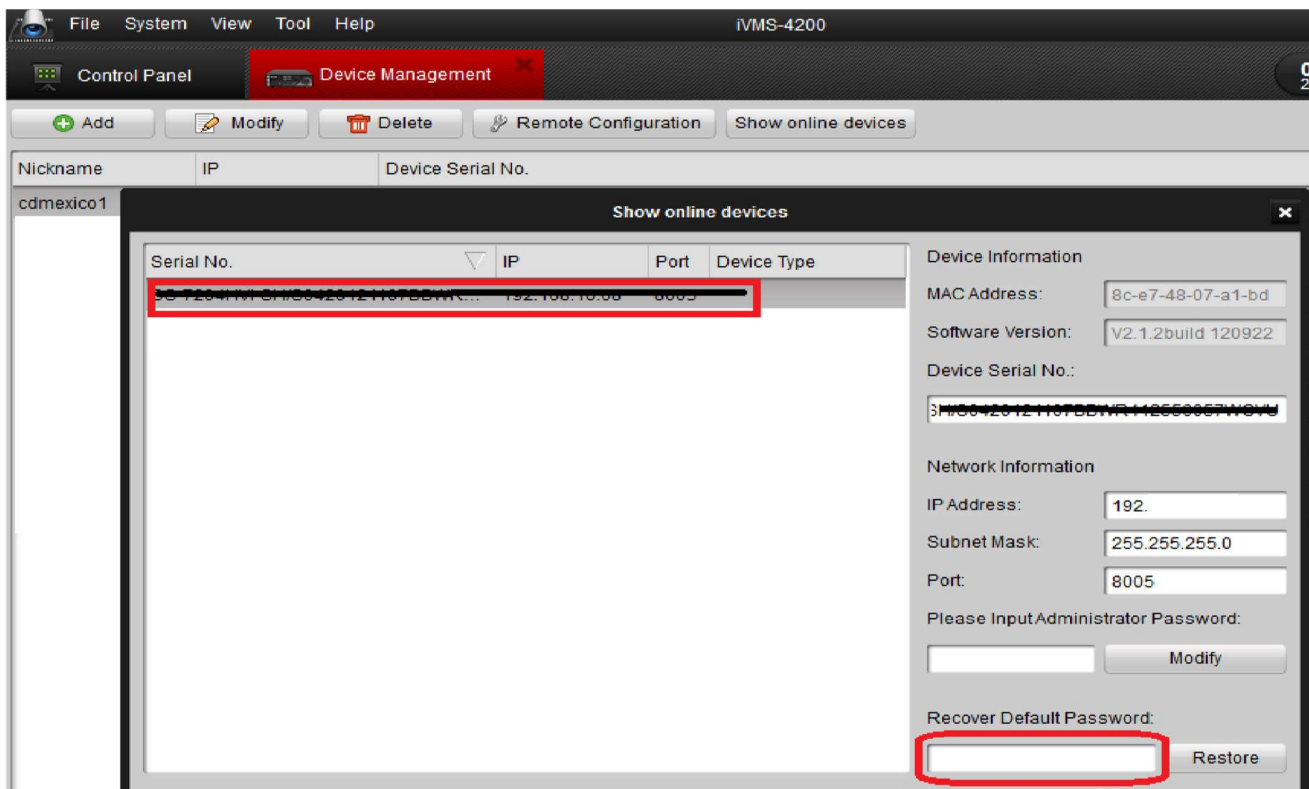 File System View Tool Help iVMS-4200
Control Panel Device Management
Add Modify Delete Remote Configuration Show online devices
Nickname IP Device Serial No.
cdmexico1
Show online devices
Serial No. IP Port Device Type
Device Information
MAC Address: 8c-e7-48-07-a1-bd
Software Version: V2.1.2build 120922
Device Serial No.:
Network Information
IP Address: 192.
Subnet Mask: 255.255.255.0
Port: 8005
Please Input Administrator Password:
Modify
Recover Default Password:
Restore